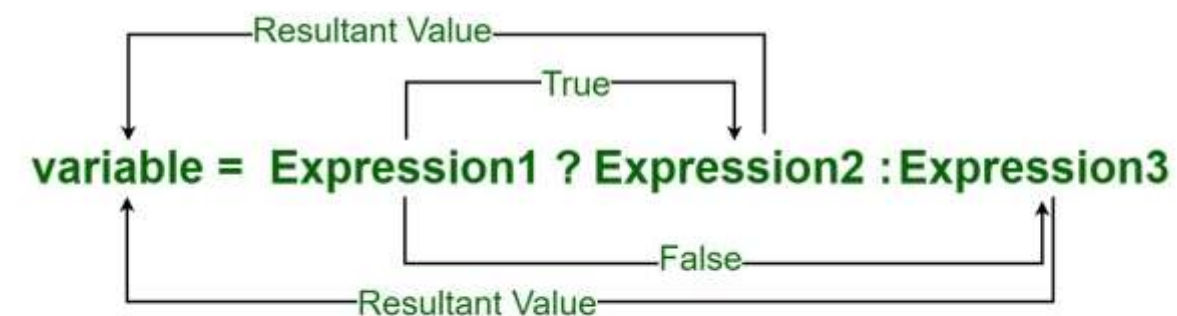 Resultant Value
True
variable = Expression1 ? Expression2 : Expression3
False
Resultant Value